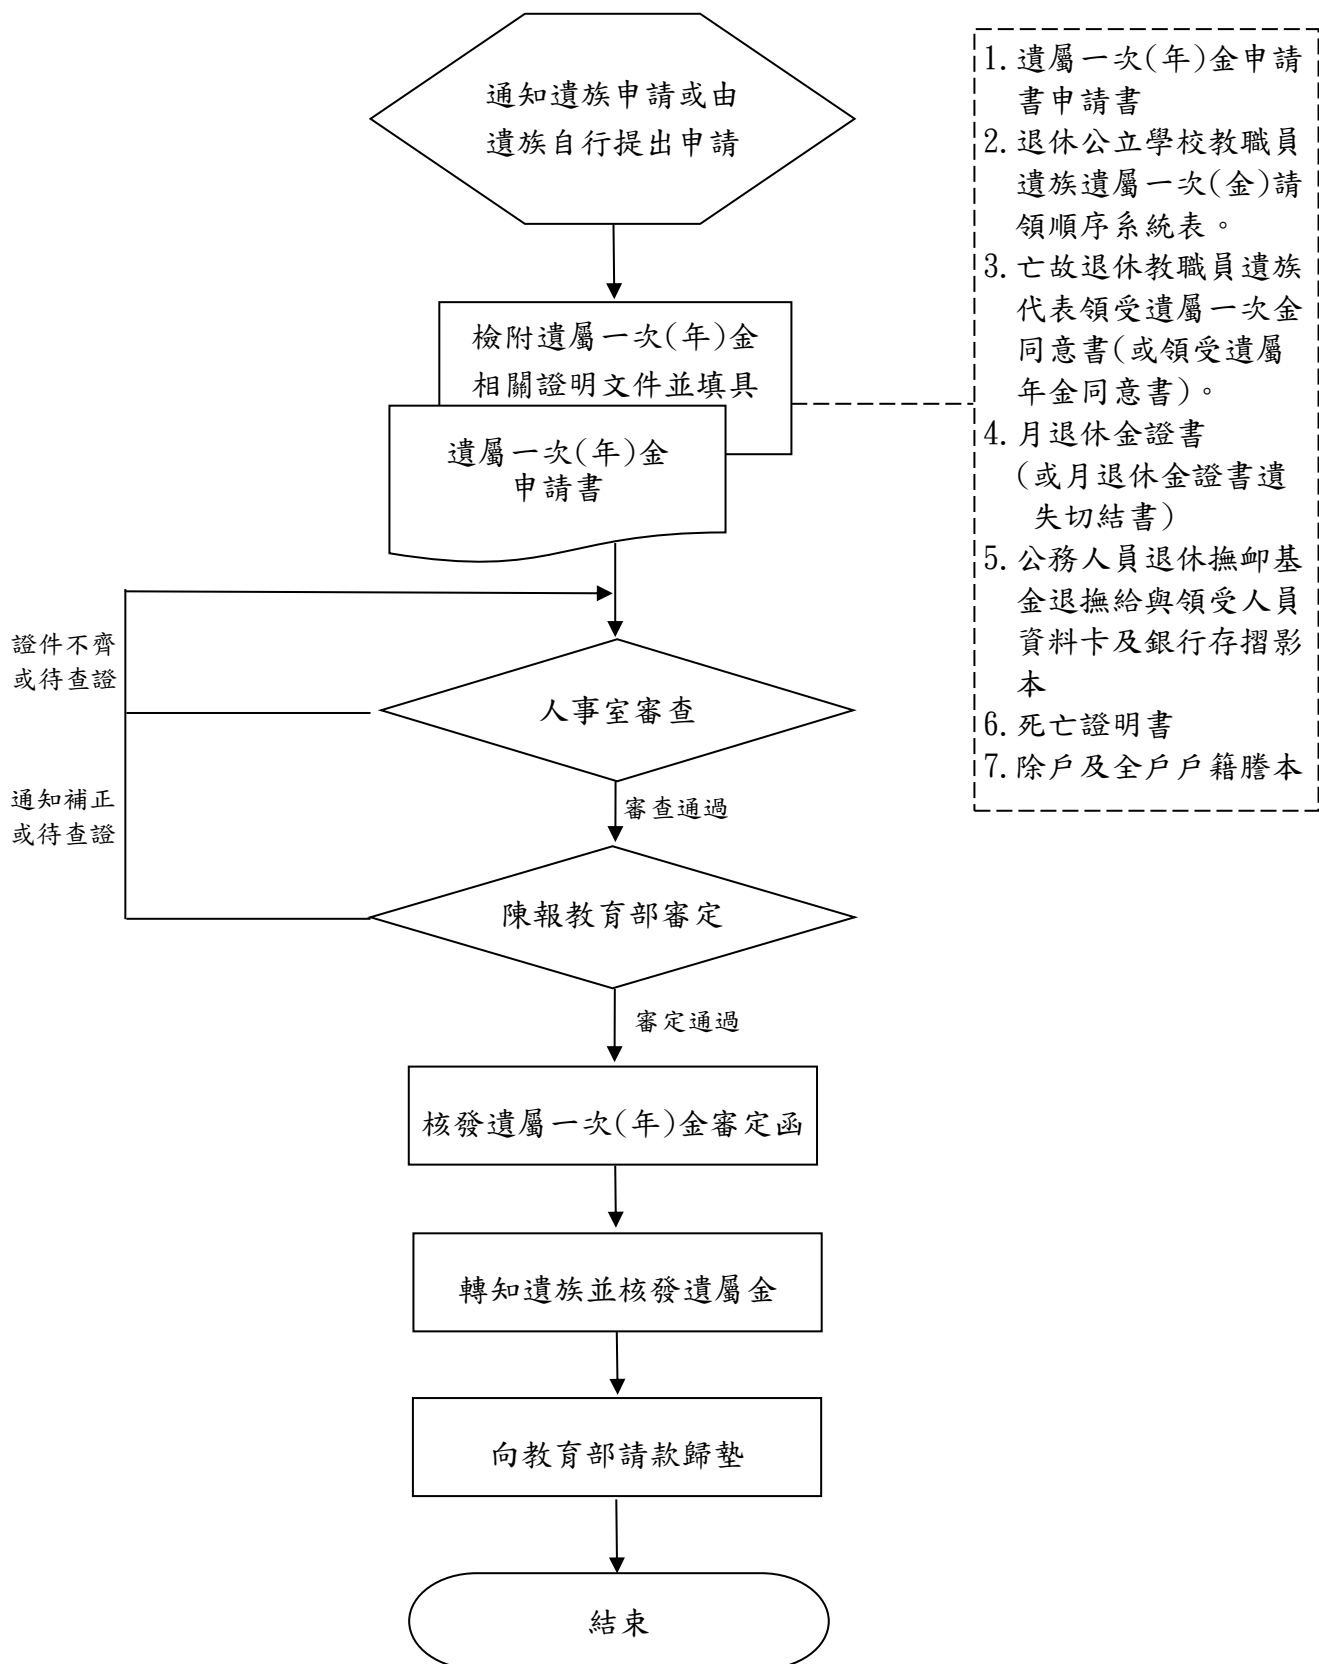 通知遺族申請或由
遺族自行提出申請
檢附遺屬一次(年)金
相關證明文件並填具
遺屬一次(年)金
申請書
1.遺屬一次(年)金申請
書申請書
2.退休公立學校教職員
遺族遺屬一次(金)請
領順序系統表。
3.亡故退休教職員遺族
代表領受遺屬一次金
同意書(或領受遺屬
年金同意書)。
4.月退休金證書
(或月退休金證書遺
失切結書)
5.公務人員退休撫卹基
金退撫給與領受人員
資料卡及銀行存摺影
本
6.死亡證明書
7.除戶及全戶戶籍謄本
證件不齊
或待查證
人事室審查
通知補正
或待查證
審查通過
陳報教育部審定
審定通過
核發遺屬一次(年)金審定函
轉知遺族並核發遺屬金
向教育部請款歸墊
結束